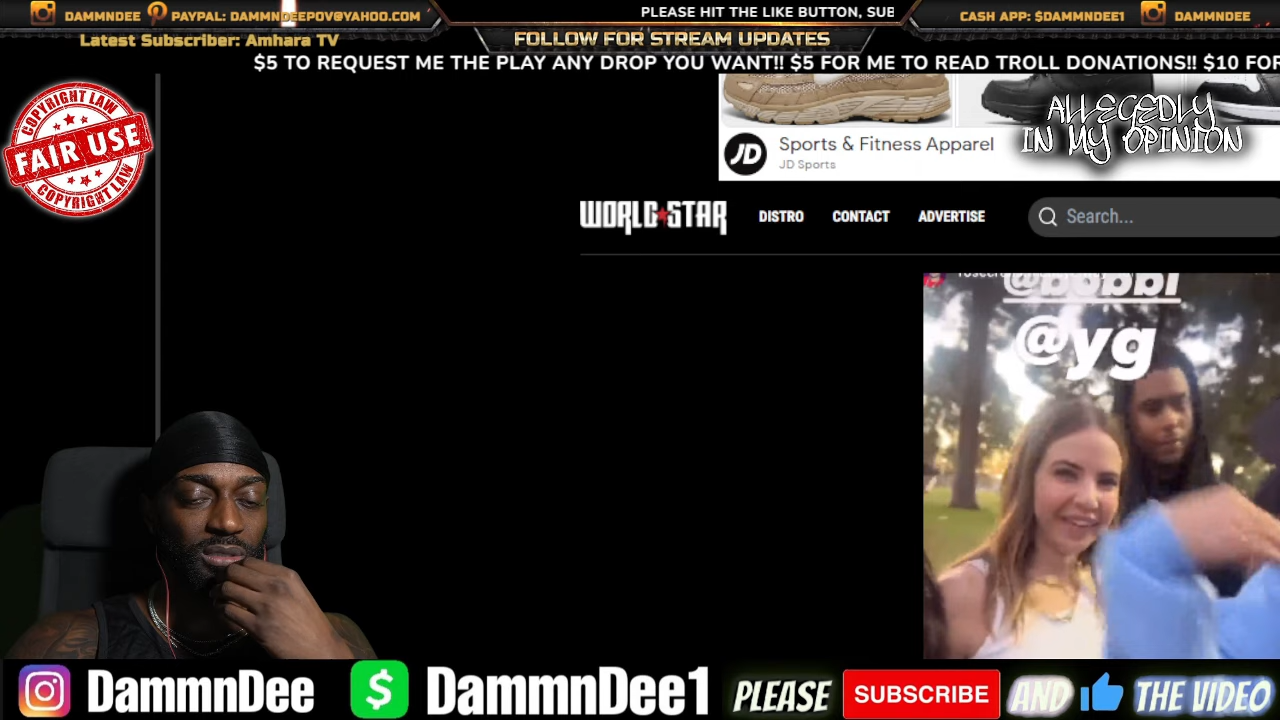 DAMMNDEE
PAYPAL: DAMMNDEEPOV@YAHOO.COM
PLEASE HIT THE LIKE BUTTON, SUB
CASH APP: $DAMMNDEE1
DAMMNDEE
Latest Subscriber: Amhara TV
FOLLOW FOR STREAM UPDATES
$5 TO REQUEST ME THE PLAY ANY DROP YOU WANT!! $5 FOR ME TO READ TROLL DONATIONS!! $10 FOR
COPYRIGHT LAW
FAIR USE
COPYRIGHT LAW
ALLEGEDLY
IN MY OPINION
JD
Sports & Fitness Apparel
JD Sports
WORLD STAR
DISTRO
CONTACT
ADVERTISE
Search...
@bobbi
@yg
DammnDee
$
DammnDee1
PLEASE
SUBSCRIBE
AND
THE VIDEO